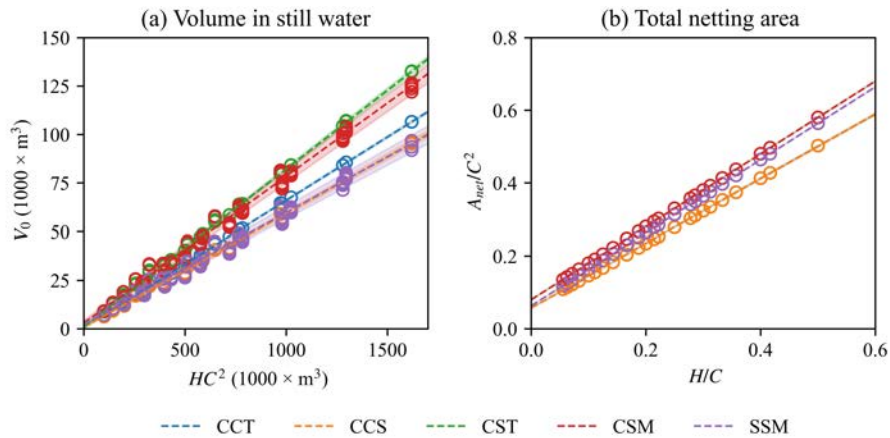 (a) Volume in still water
150
125
100
75
50
25
0
0 500 1000 1500
V₀ (1000 × m³)
HC² (1000 × m³)
(b) Total netting area
0.8
0.6
0.4
0.2
0.0
0.0 0.2 0.4 0.6
A_net/C²
H/C
CCT CCS CST CSM SSM